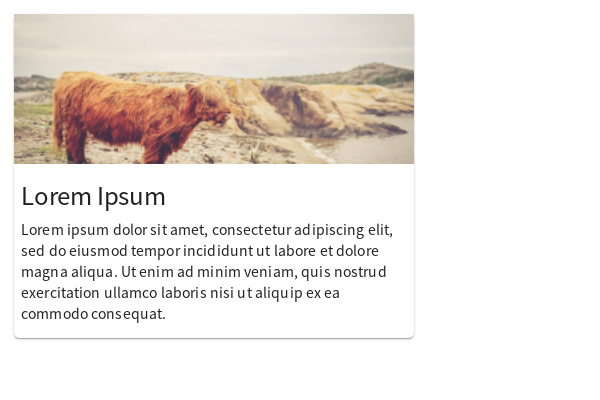 Lorem Ipsum
Lorem ipsum dolor sit amet, consectetur adipiscing elit,
sed do eiusmod tempor incididunt ut labore et dolore
magna aliqua. Ut enim ad minim veniam, quis nostrud
exercitation ullamco laboris nisi ut aliquip ex ea
commodo consequat.